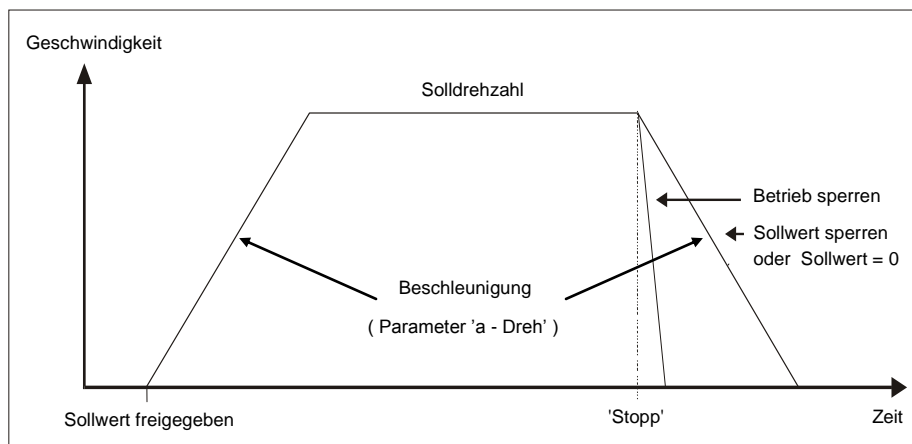 Geschwindigkeit
Solldrehzahl
Betrieb sperren
Sollwert sperren
oder Sollwert = 0
Beschleunigung
( Parameter 'a - Dreh' )
Sollwert freigegeben
'Stopp'
Zeit